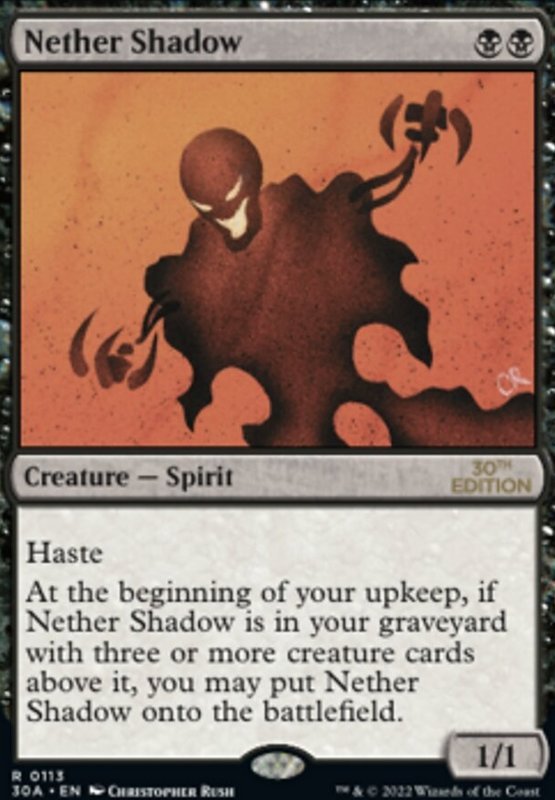 Nether Shadow
CR
Creature — Spirit
30TH
EDITION
Haste
At the beginning of your upkeep, if
Nether Shadow is in your graveyard
with three or more creature cards
above it, you may put Nether
Shadow onto the battlefield.
1/1
R 0113
30A • EN Christopher Rush
™ & © 2022 Wizards of the Coast